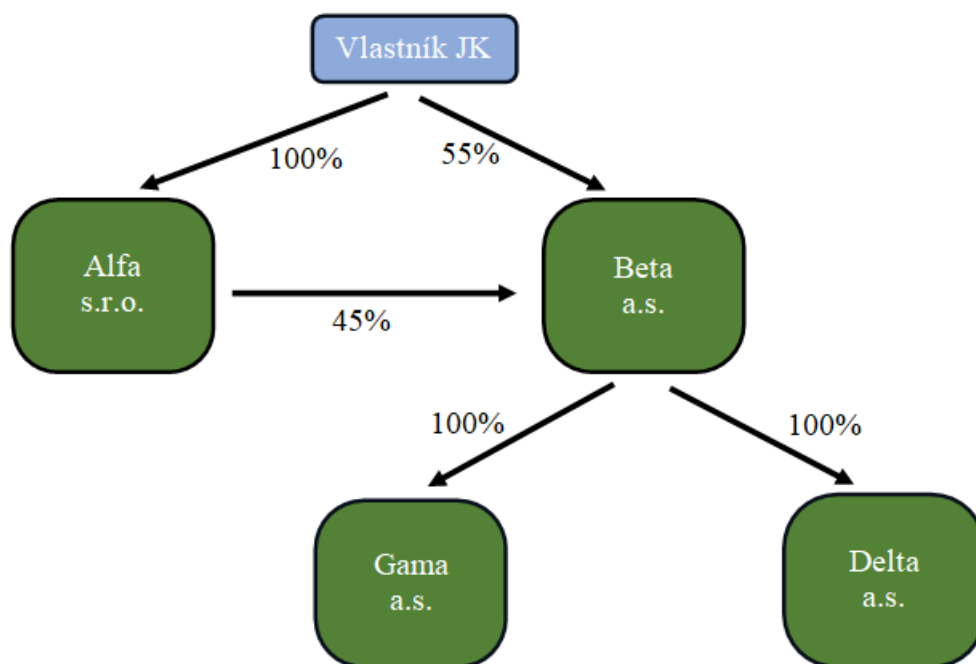 Vlastník JK
100%
55%
Alfa
s.r.o.
Beta
a.s.
45%
100%
100%
Gama
a.s.
Delta
a.s.